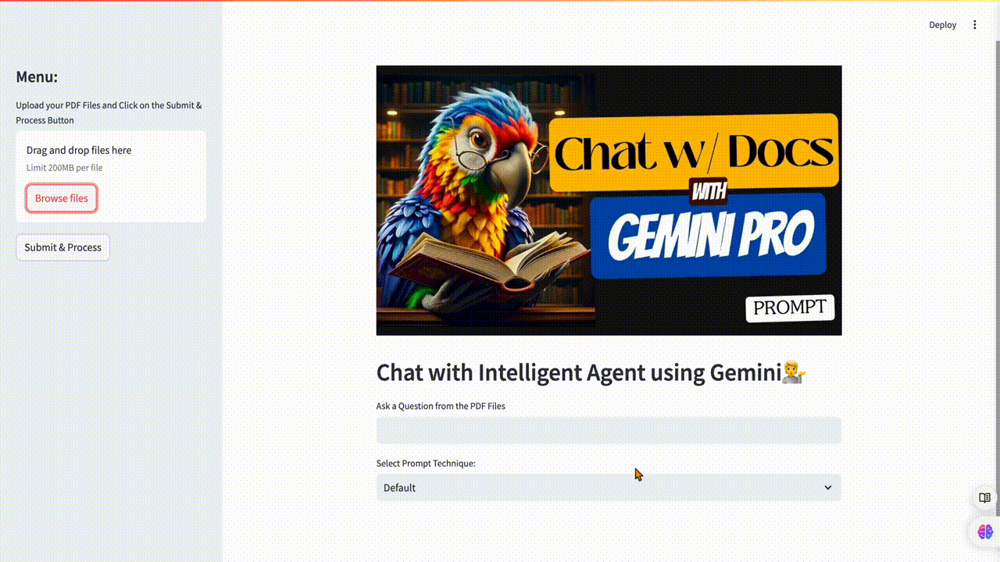 Deploy
Menu:
Upload your PDF Files and Click on the Submit &
Process Button
Drag and drop files here
Limit 200MB per file
Browse files
Submit & Process
Chat w/ Docs
WITH
GEMINI PRO
PROMPT
Chat with Intelligent Agent using Gemini💁
Ask a Question from the PDF Files
Select Prompt Technique:
Default